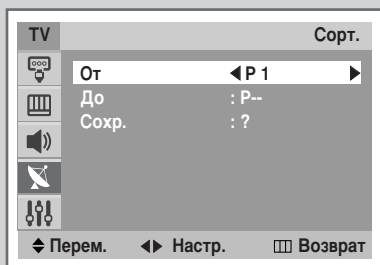 TV Сорт.
От ◀ P 1 ▶
До : P--
Сохр. : ?
Перем. Настр. Возврат